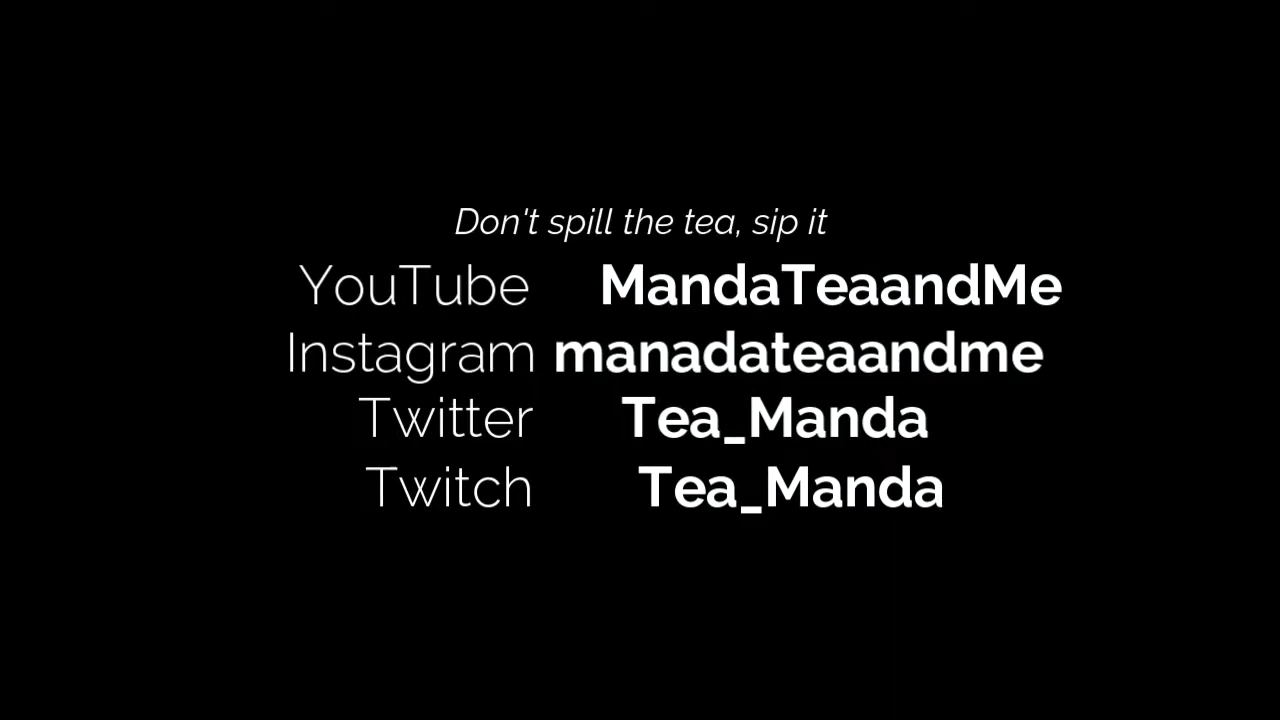 Don't spill the tea, sip it
YouTube MandaTeaandMe
Instagram manadateaandme
Twitter Tea_Manda
Twitch Tea_Manda